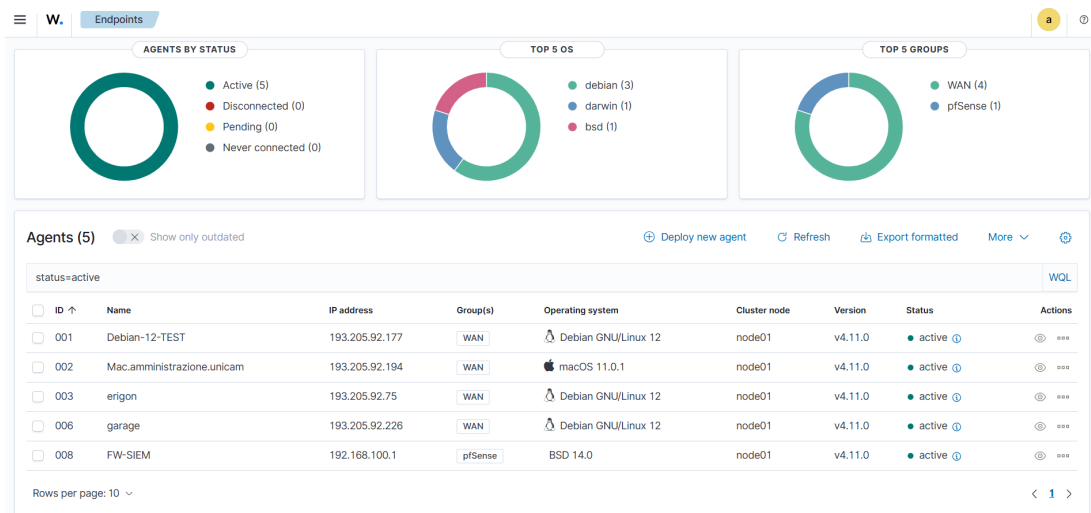 W. Endpoints a
AGENTS BY STATUS
Active (5)
Disconnected (0)
Pending (0)
Never connected (0)
TOP 5 OS
debian (3)
darwin (1)
bsd (1)
TOP 5 GROUPS
WAN (4)
pfSense (1)
Agents (5) Show only outdated Deploy new agent Refresh Export formatted More
status=active WQL
ID ↑ Name IP address Group(s) Operating system Cluster node Version Status Actions
001 Debian-12-TEST 193.205.92.177 WAN Debian GNU/Linux 12 node01 v4.11.0 active
002 Mac.amministrazione.unicam 193.205.92.194 WAN macOS 11.0.1 node01 v4.11.0 active
003 erigon 193.205.92.75 WAN Debian GNU/Linux 12 node01 v4.11.0 active
006 garage 193.205.92.226 WAN Debian GNU/Linux 12 node01 v4.11.0 active
008 FW-SIEM 192.168.100.1 pfSense BSD 14.0 node01 v4.11.0 active
Rows per page: 10 < 1 >